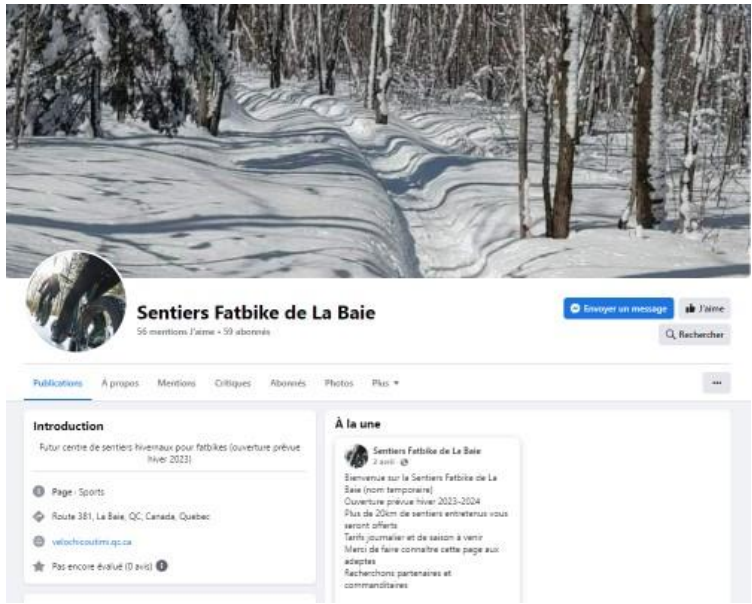 Sentiers Fatbike de La Baie
56 mentions J'aime • 59 abonnés
Envoyer un message
J'aime
Rechercher
Publications À propos Mentions Critiques Abonnés Photos Plus
Introduction
Futur centre de sentiers hivernaux pour fatbikes (ouverture prévue
hiver 2023)
Page · Sports
Route 381, La Baie, QC, Canada, Quebec
velochicoutimi.qc.ca
Pas encore évalué (0 avis)
À la une
Sentiers Fatbike de La Baie
2 avril
Bienvenue sur la Sentiers Fatbike de La
Baie (nom temporaire)
Ouverture prévue hiver 2023-2024
Plus de 20km de sentiers entretenus vous
seront offerts
Tarifs journalier et de saison à venir
Merci de faire connaître cette page aux
adeptes
Recherchons partenaires et
commanditaires